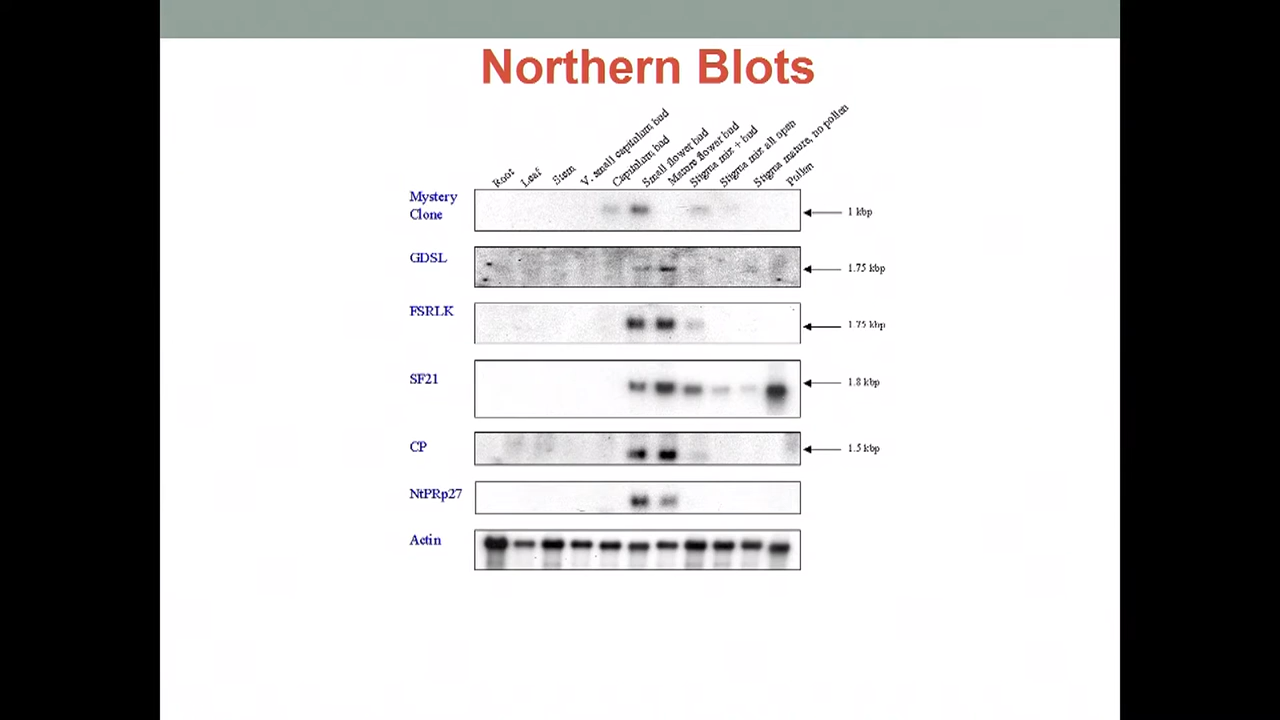 Northern Blots
Root
Leaf
Stem
V. small capitulum bud
Capitulum bud
Small flower bud
Mature flower bud
Stigma mix + bud
Stigma mix all open
Stigma mature, no pollen
Pollen
Mystery
Clone
1 kbp
GDSL
1.75 kbp
FSRLK
1.75 kbp
SF21
1.8 kbp
CP
1.5 kbp
NtPRp27
Actin